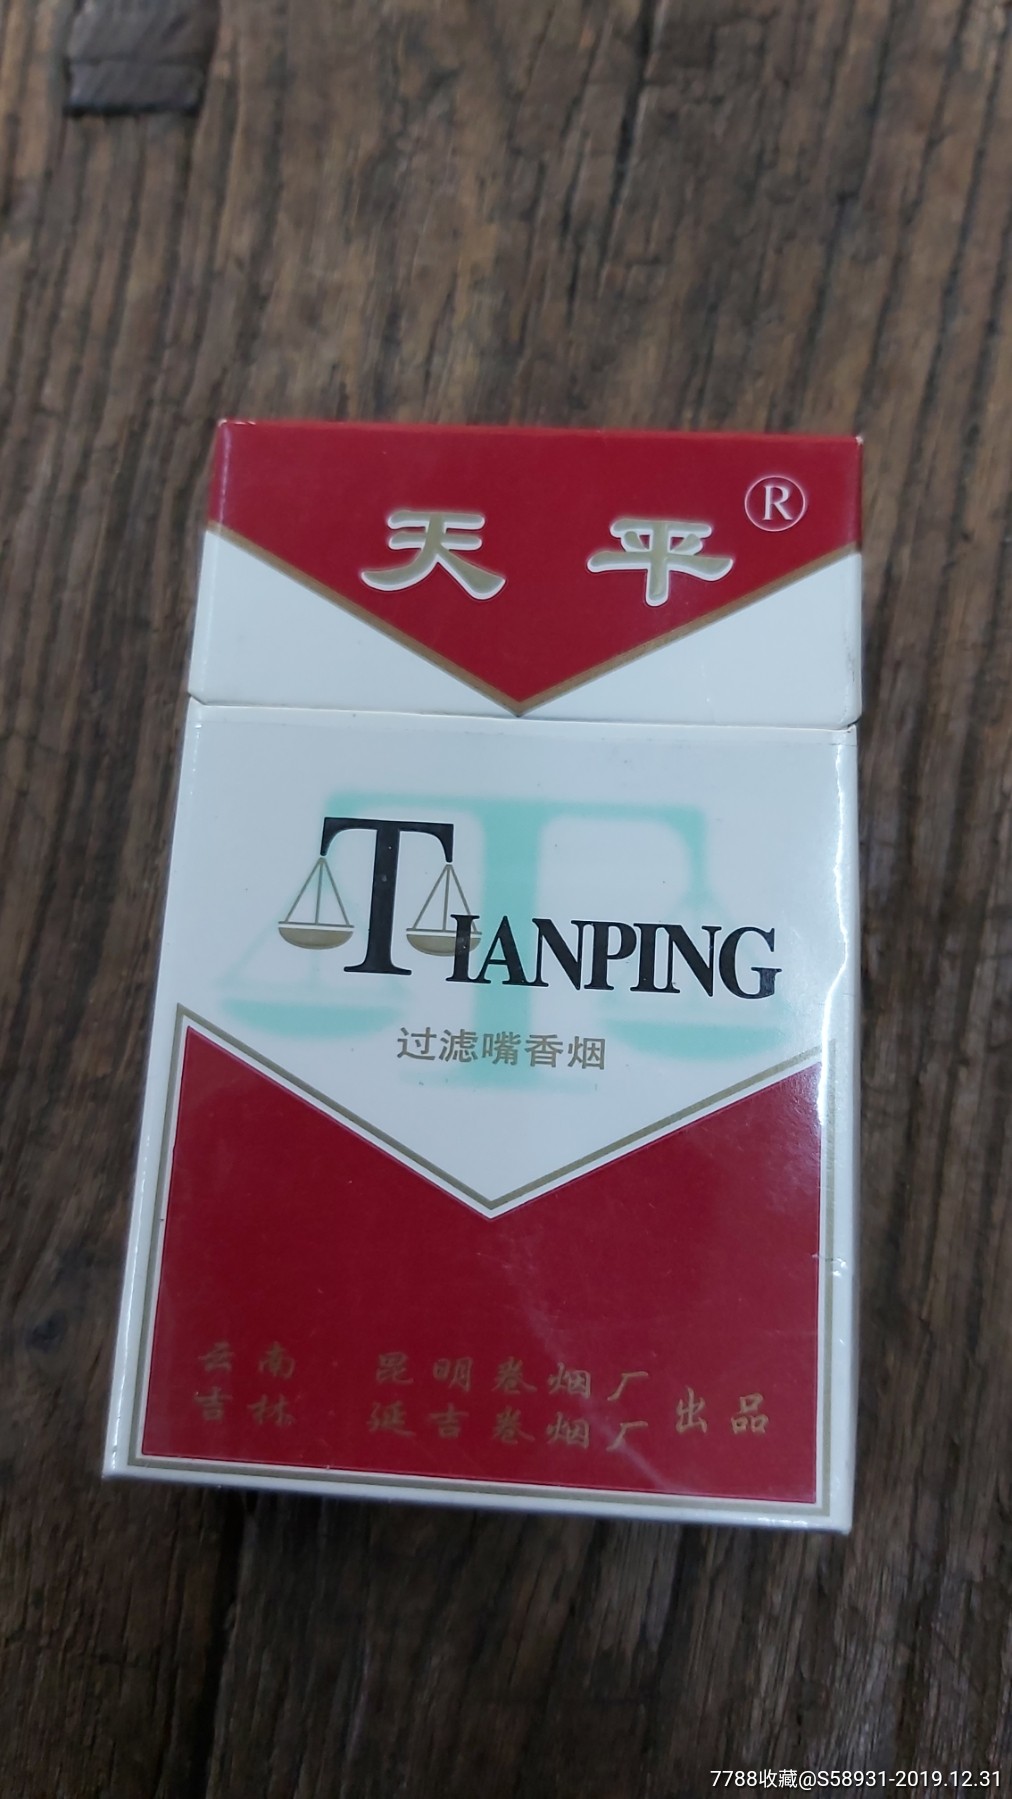 天平®
TIANPING
过滤嘴香烟
云南 昆明卷烟厂
吉林 延吉卷烟厂 出品
7788收藏@S58931-2019.12.31